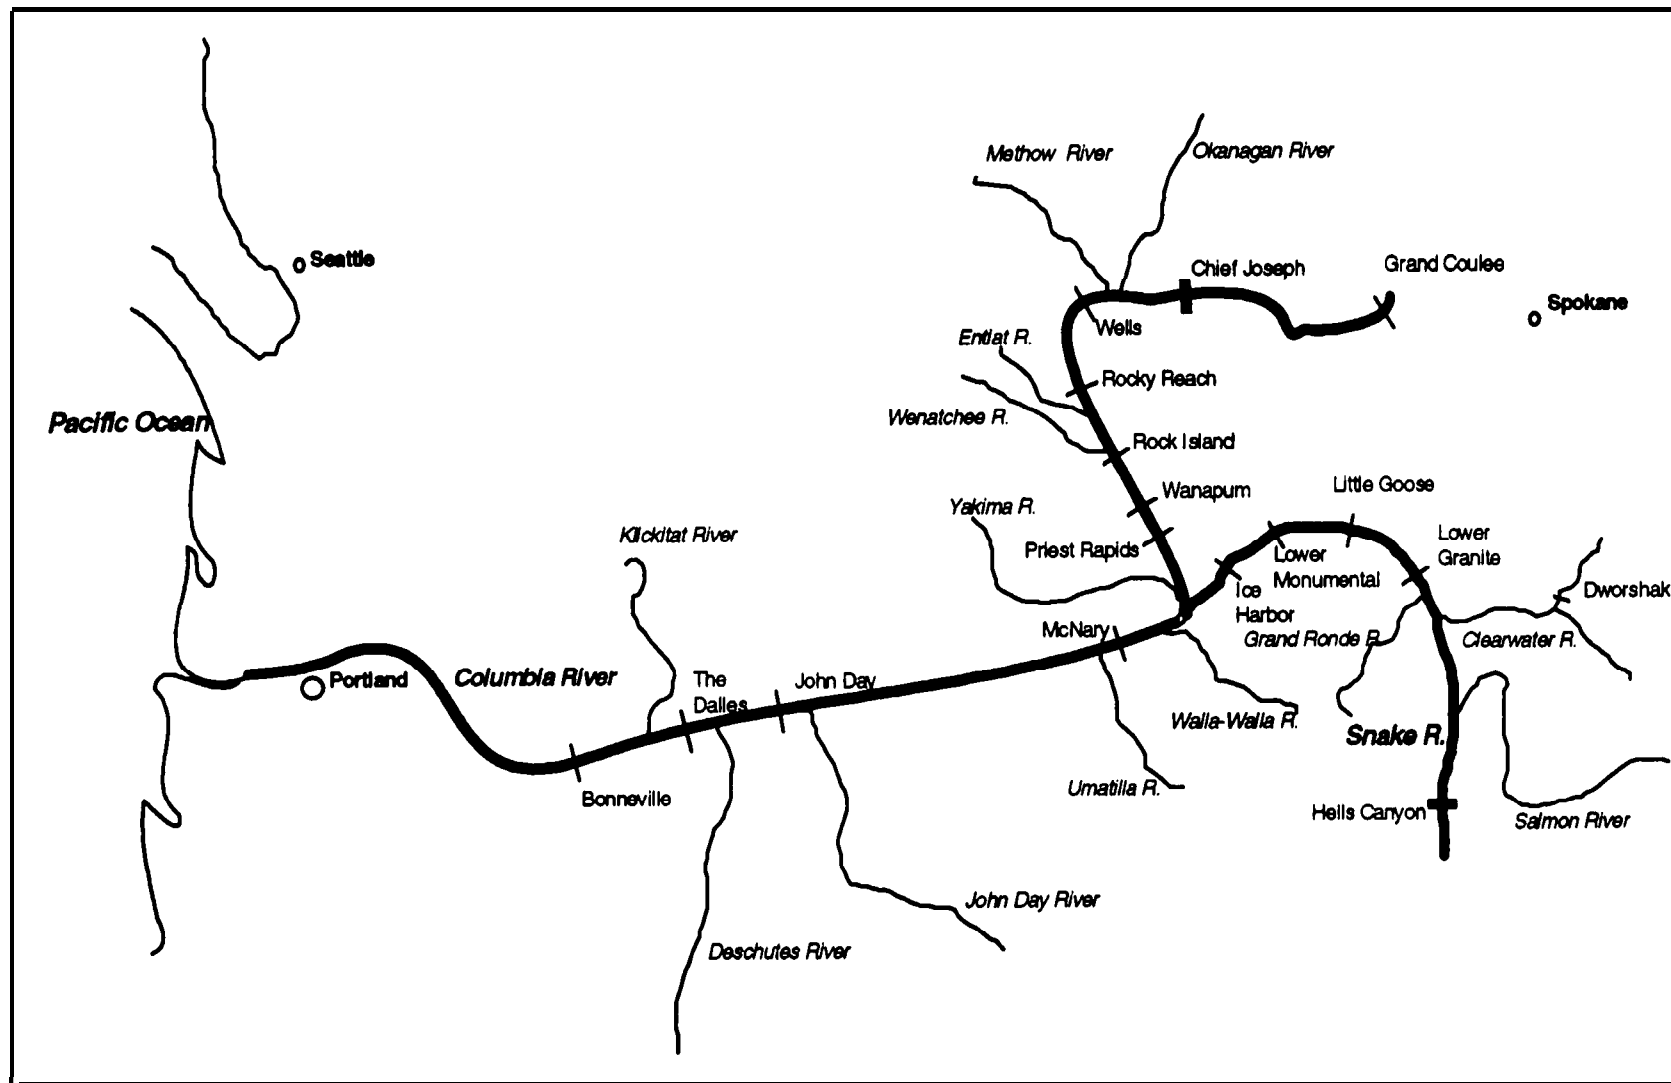 Methow River
Okanagan River
Seattle
Chief Joseph
Grand Coulee
Spokane
Wells
Entiat R.
Rocky Reach
Wenatchee R.
Pacific Ocean
Rock Island
Wanapum
Little Goose
Yakima R.
Klickitat River
Priest Rapids
Lower
Granite
Lower
Monumental
Ice
Harbor
Dworshak
McNary
Grand Ronde R.
Clearwater R.
Portland
Columbia River
The
Dalles
John Day
Walla-Walla R.
Snake R.
Umatilla R.
Bonneville
Hells Canyon
Salmon River
John Day River
Deschutes River